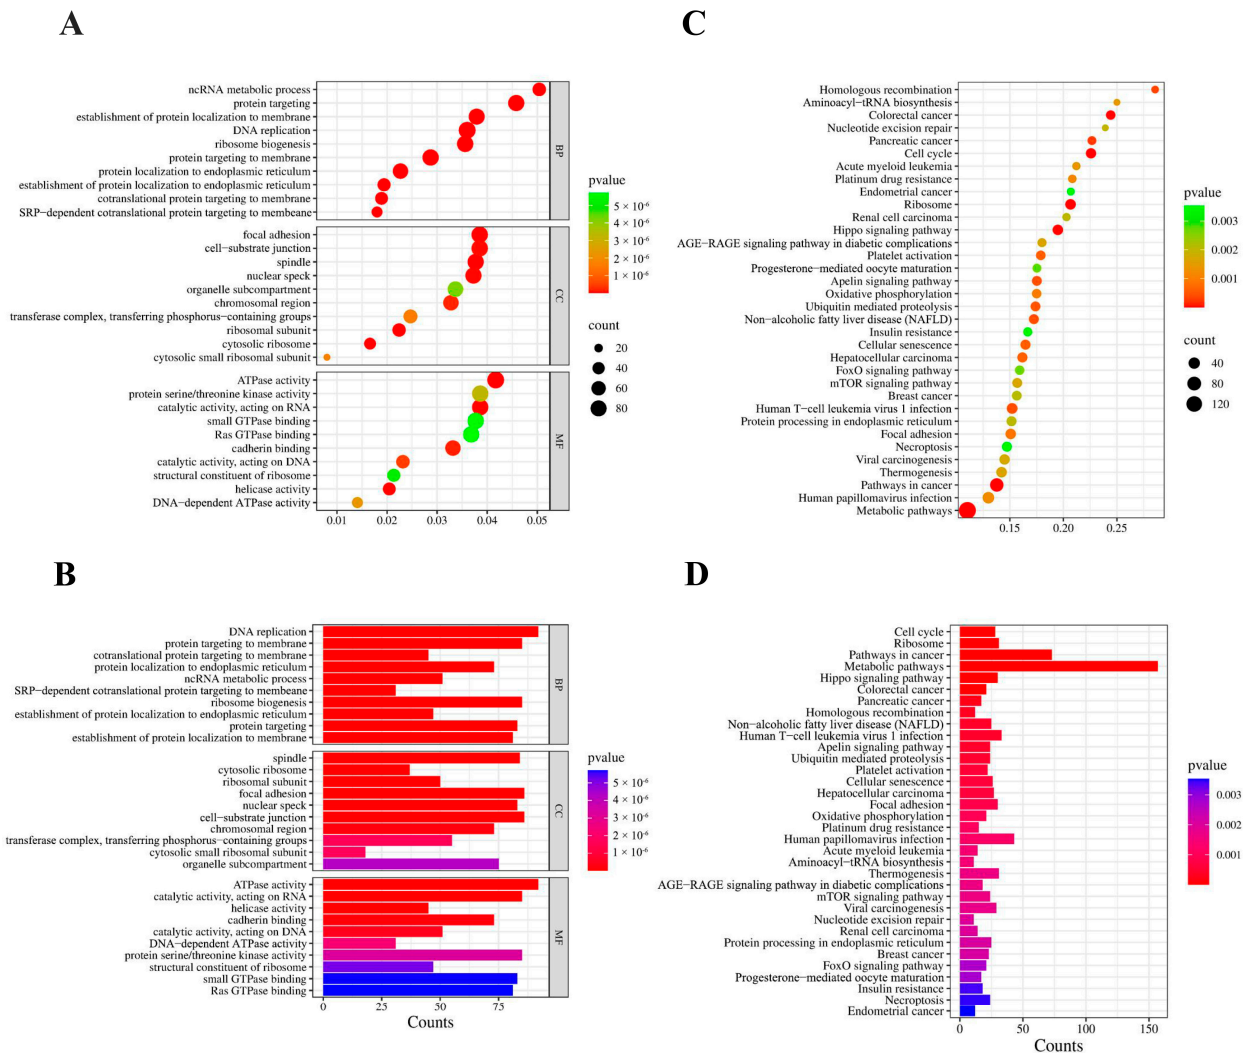 A
ncRNA metabolic process
protein targeting
establishment of protein localization to membrane
DNA replication
ribosome biogenesis
protein targeting to membrane
protein localization to endoplasmic reticulum
establishment of protein localization to endoplasmic reticulum
cotranslational protein targeting to membrane
SRP−dependent cotranslational protein targeting to membeane
BP
focal adhesion
cell−substrate junction
spindle
nuclear speck
organelle subcompartment
chromosomal region
transferase complex, transferring phosphorus−containing groups
ribosomal subunit
cytosolic ribosome
cytosolic small ribosomal subunit
CC
ATPase activity
protein serine/threonine kinase activity
catalytic activity, acting on RNA
small GTPase binding
Ras GTPase binding
cadherin binding
catalytic activity, acting on DNA
structural constituent of ribosome
helicase activity
DNA−dependent ATPase activity
MF
0.01 0.02 0.03 0.04 0.05
pvalue
5 × 10⁻⁶
4 × 10⁻⁶
3 × 10⁻⁶
2 × 10⁻⁶
1 × 10⁻⁶
count
20
40
60
80
C
Homologous recombination
Aminoacyl−tRNA biosynthesis
Colorectal cancer
Nucleotide excision repair
Pancreatic cancer
Cell cycle
Acute myeloid leukemia
Platinum drug resistance
Endometrial cancer
Ribosome
Renal cell carcinoma
Hippo signaling pathway
AGE−RAGE signaling pathway in diabetic complications
Platelet activation
Progesterone−mediated oocyte maturation
Apelin signaling pathway
Oxidative phosphorylation
Ubiquitin mediated proteolysis
Non−alcoholic fatty liver disease (NAFLD)
Insulin resistance
Cellular senescence
Hepatocellular carcinoma
FoxO signaling pathway
mTOR signaling pathway
Breast cancer
Human T−cell leukemia virus 1 infection
Protein processing in endoplasmic reticulum
Focal adhesion
Necroptosis
Viral carcinogenesis
Thermogenesis
Pathways in cancer
Human papillomavirus infection
Metabolic pathways
0.15 0.20 0.25
pvalue
0.003
0.002
0.001
count
40
80
120
B
DNA replication
protein targeting to membrane
cotranslational protein targeting to membrane
protein localization to endoplasmic reticulum
ncRNA metabolic process
SRP−dependent cotranslational protein targeting to membeane
ribosome biogenesis
establishment of protein localization to endoplasmic reticulum
protein targeting
establishment of protein localization to membrane
BP
spindle
cytosolic ribosome
ribosomal subunit
focal adhesion
nuclear speck
cell−substrate junction
chromosomal region
transferase complex, transferring phosphorus−containing groups
cytosolic small ribosomal subunit
organelle subcompartment
CC
ATPase activity
catalytic activity, acting on RNA
helicase activity
cadherin binding
catalytic activity, acting on DNA
DNA−dependent ATPase activity
protein serine/threonine kinase activity
structural constituent of ribosome
small GTPase binding
Ras GTPase binding
MF
0 25 50 75
Counts
pvalue
5 × 10⁻⁶
4 × 10⁻⁶
3 × 10⁻⁶
2 × 10⁻⁶
1 × 10⁻⁶
D
Cell cycle
Ribosome
Pathways in cancer
Metabolic pathways
Hippo signaling pathway
Colorectal cancer
Pancreatic cancer
Homologous recombination
Non−alcoholic fatty liver disease (NAFLD)
Human T−cell leukemia virus 1 infection
Apelin signaling pathway
Ubiquitin mediated proteolysis
Platelet activation
Cellular senescence
Hepatocellular carcinoma
Focal adhesion
Oxidative phosphorylation
Platinum drug resistance
Human papillomavirus infection
Acute myeloid leukemia
Aminoacyl−tRNA biosynthesis
Thermogenesis
AGE−RAGE signaling pathway in diabetic complications
mTOR signaling pathway
Viral carcinogenesis
Nucleotide excision repair
Renal cell carcinoma
Protein processing in endoplasmic reticulum
Breast cancer
FoxO signaling pathway
Progesterone−mediated oocyte maturation
Insulin resistance
Necroptosis
Endometrial cancer
0 50 100 150
Counts
pvalue
0.003
0.002
0.001